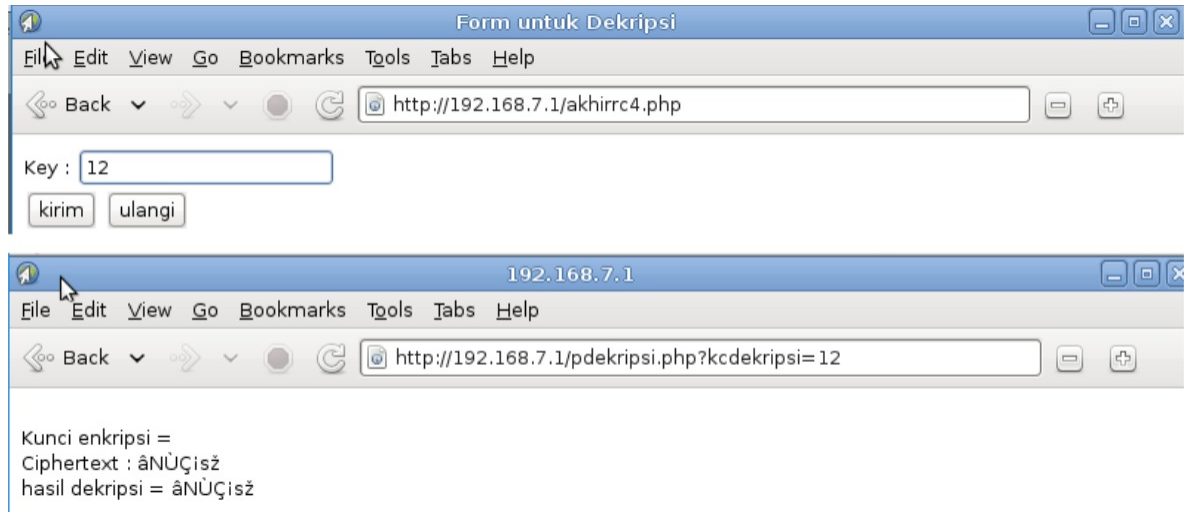 Form untuk Dekripsi
File Edit View Go Bookmarks Tools Tabs Help
Back http://192.168.7.1/akhirrc4.php
Key : 12
kirim ulangi
192.168.7.1
File Edit View Go Bookmarks Tools Tabs Help
Back http://192.168.7.1/pdekripsi.php?kcdekripsi=12
Kunci enkripsi =
Ciphertext : âNÙÇisž
hasil dekripsi = âNÙÇisž